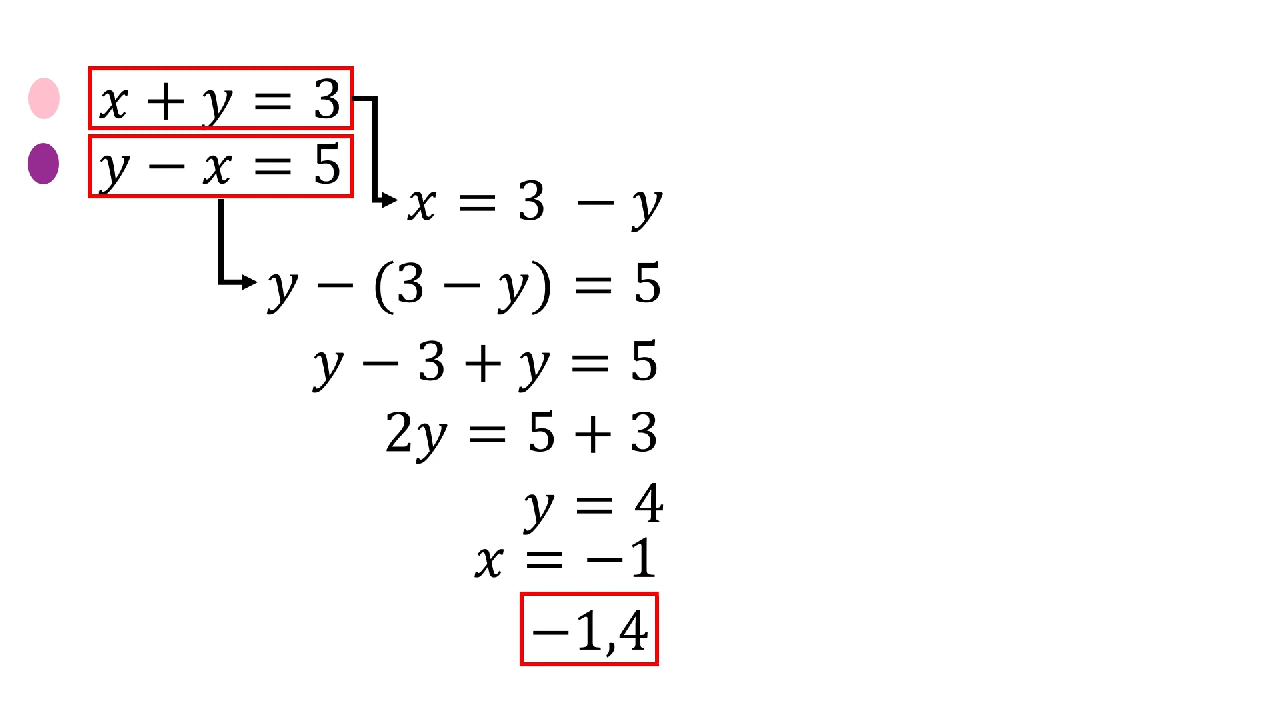 x + y = 3
y − x = 5
x = 3 − y
y − (3 − y) = 5
y − 3 + y = 5
2y = 5 + 3
y = 4
x = −1
−1,4